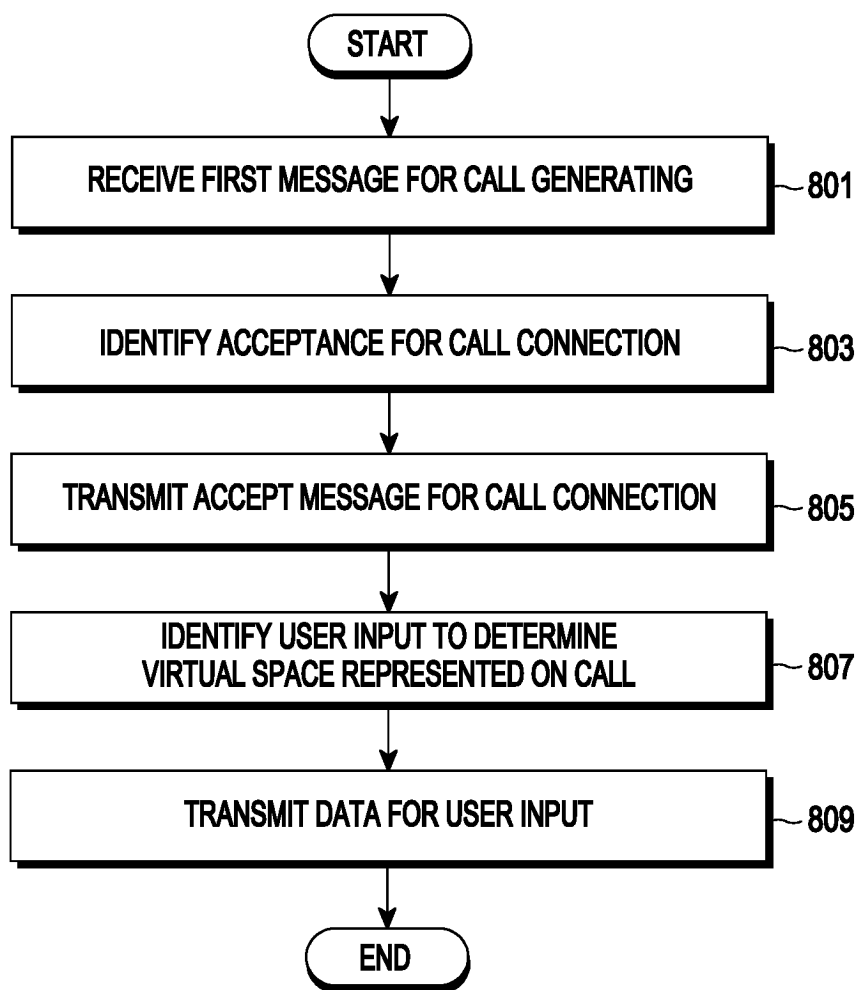 START
RECEIVE FIRST MESSAGE FOR CALL GENERATING
801
IDENTIFY ACCEPTANCE FOR CALL CONNECTION
803
TRANSMIT ACCEPT MESSAGE FOR CALL CONNECTION
805
IDENTIFY USER INPUT TO DETERMINE
VIRTUAL SPACE REPRESENTED ON CALL
807
TRANSMIT DATA FOR USER INPUT
809
END